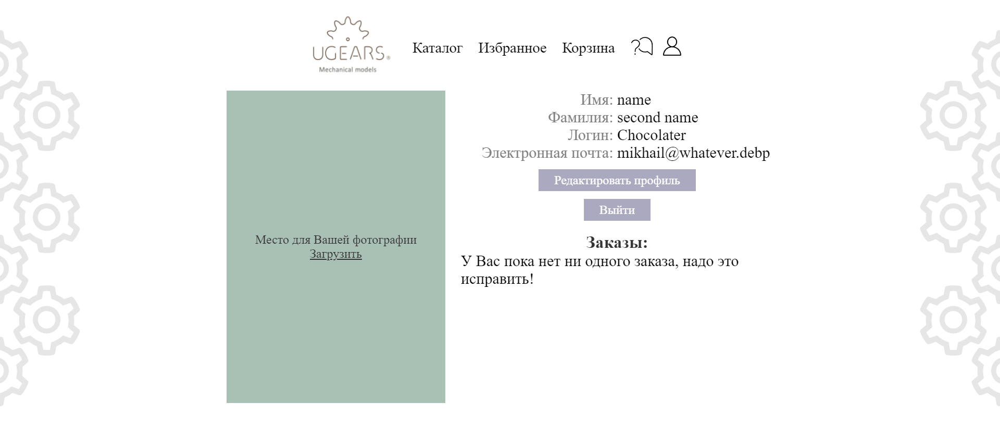 UGEARS®
Mechanical models
Каталог Избранное Корзина
Место для Вашей фотографии
Загрузить
Имя: name
Фамилия: second name
Логин: Chocolater
Электронная почта: mikhail@whatever.debp
Редактировать профиль
Выйти
Заказы:
У Вас пока нет ни одного заказа, надо это
исправить!